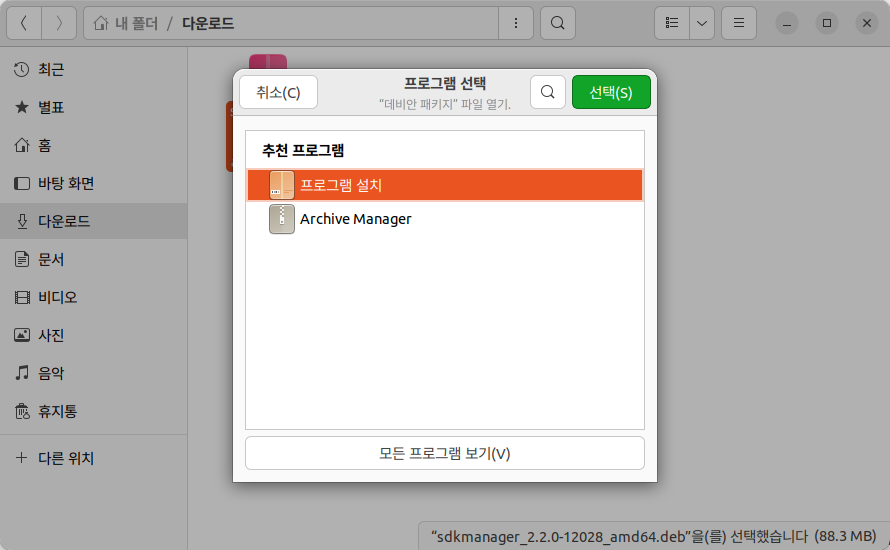 내 폴더 / 다운로드
최근
별표
홈
바탕 화면
다운로드
문서
비디오
사진
음악
휴지통
다른 위치
취소(C)
프로그램 선택
“데비안 패키지” 파일 열기.
선택(S)
추천 프로그램
프로그램 설치
Archive Manager
모든 프로그램 보기(V)
“sdkmanager_2.2.0-12028_amd64.deb”을(를) 선택했습니다 (88.3 MB)